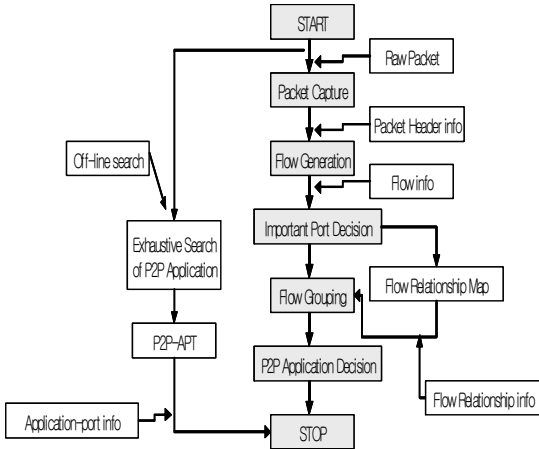 START
Raw Packet
Packet Capture
Packet Header info
Off-line search
Flow Generation
Flow info
Important Port Decision
Exhaustive Search
of P2P Application
Flow Relationship Map
Flow Grouping
P2P-APT
P2P Application Decision
Flow Relationship info
Application-port info
STOP